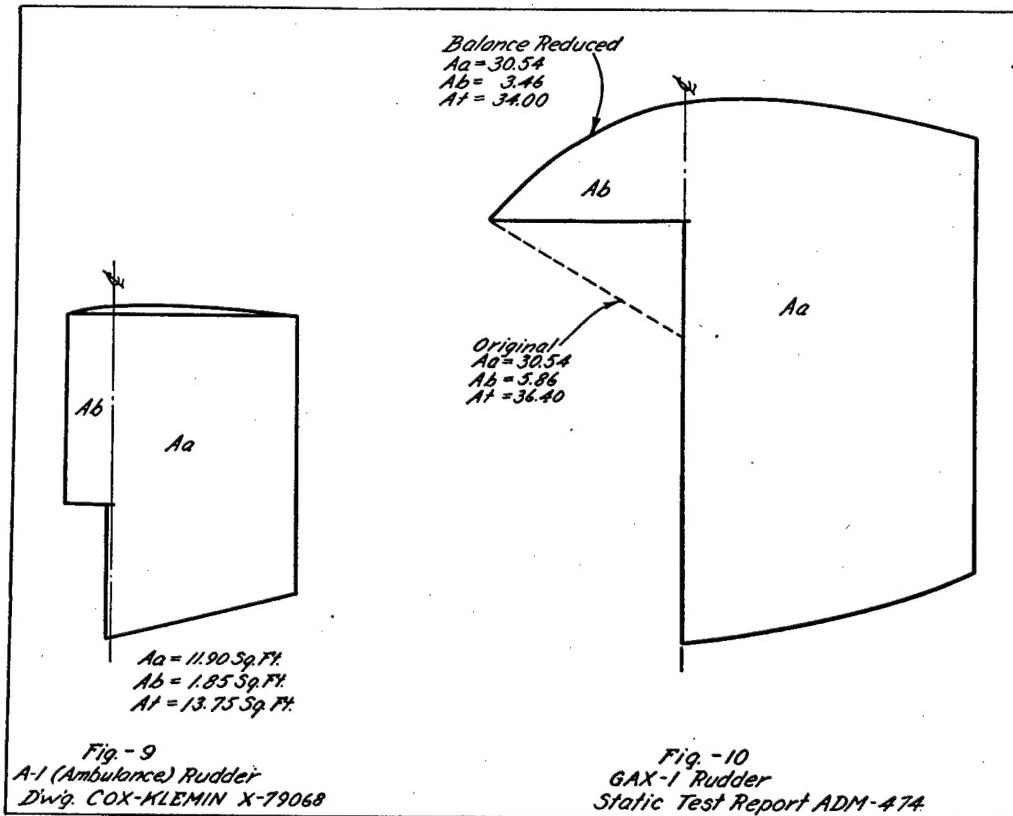 Balance Reduced
Aa = 30.54
Ab = 3.46
At = 34.00
Ab
Aa
Original
Aa = 30.54
Ab = 5.86
At = 36.40
Ab
Aa
Aa = 11.90 Sq. Ft.
Ab = 1.85 Sq. Ft.
At = 13.75 Sq. Ft.
Fig. - 9
A-1 (Ambulance) Rudder
Dwg. COX-KLEMIN X-79068
Fig. - 10
GAX-1 Rudder
Static Test Report ADM-474